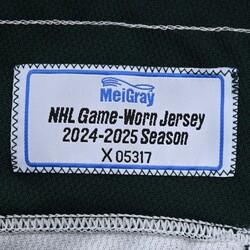 MeiGray
NHL Game-Worn Jersey
2024-2025 Season
X 05317